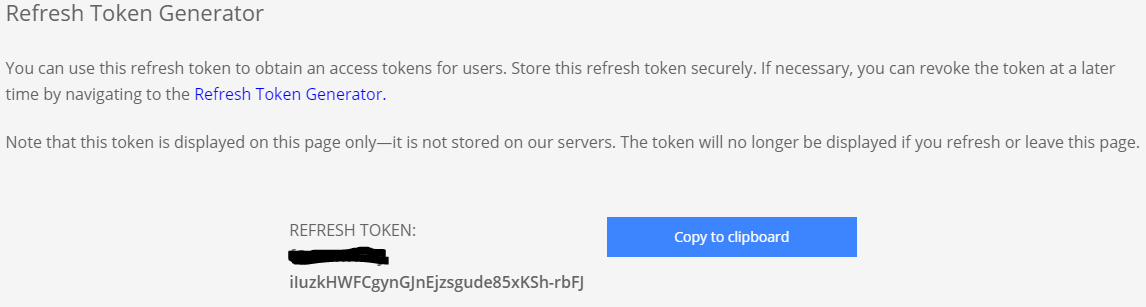 Refresh Token Generator
You can use this refresh token to obtain an access tokens for users. Store this refresh token securely. If necessary, you can revoke the token at a later
time by navigating to the Refresh Token Generator.
Note that this token is displayed on this page only—it is not stored on our servers. The token will no longer be displayed if you refresh or leave this page.
REFRESH TOKEN:
Copy to clipboard
iIuzkHWFCgynGJnEjzsgude85xKSh-rbFJ